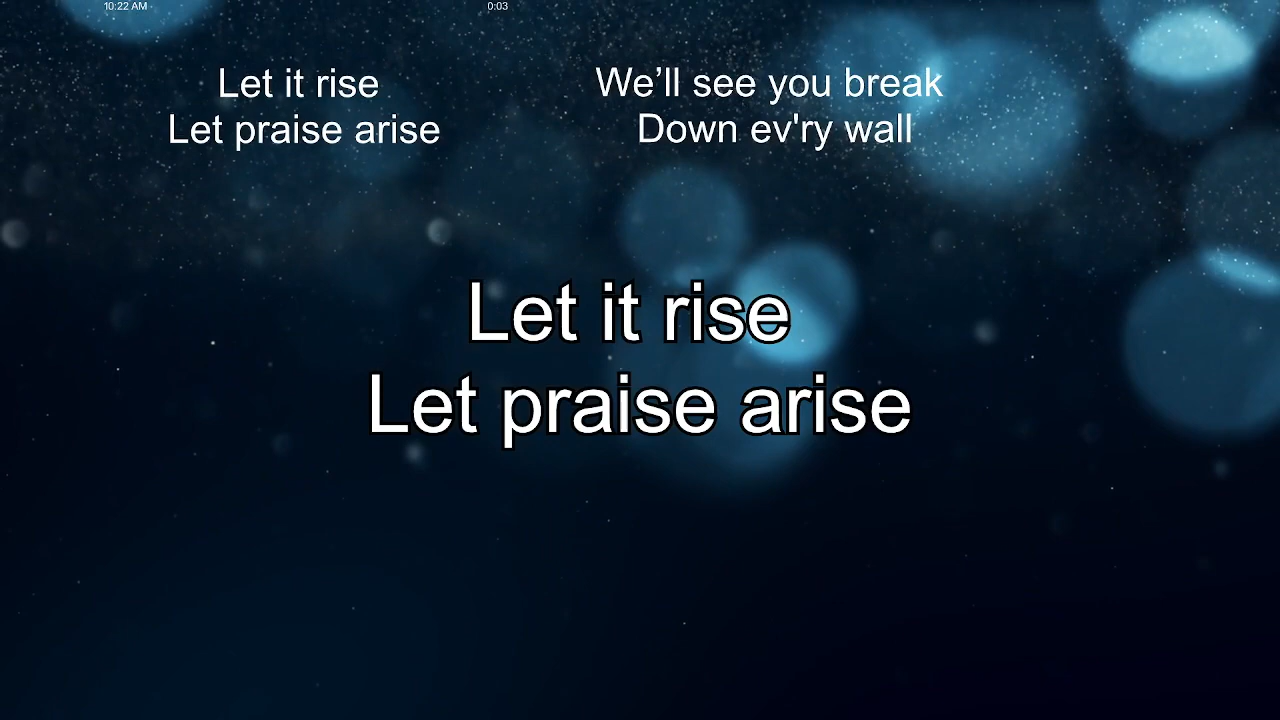 10:22 AM
0:03
Let it rise
Let praise arise
We’ll see you break
Down ev'ry wall
Let it rise
Let praise arise